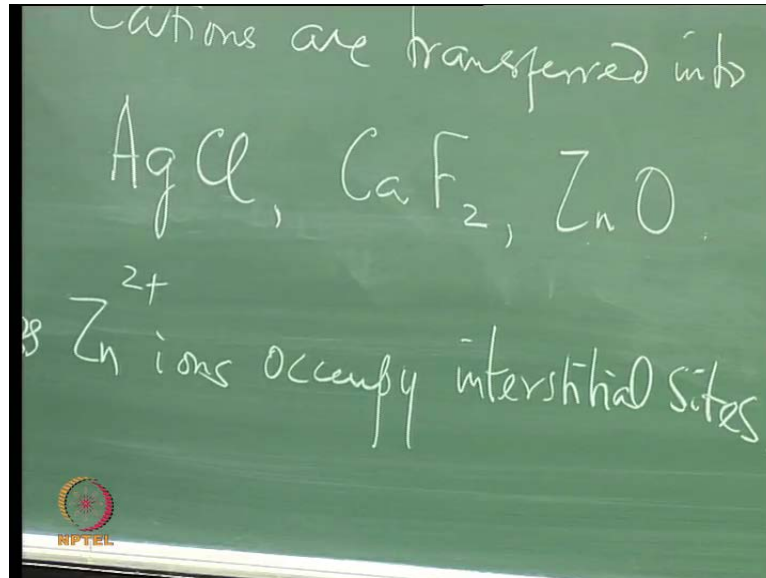 Cations are transferred into
AgCl, CaF2, ZnO.
Zn2+ ions occupy interstitial sites
NPTEL